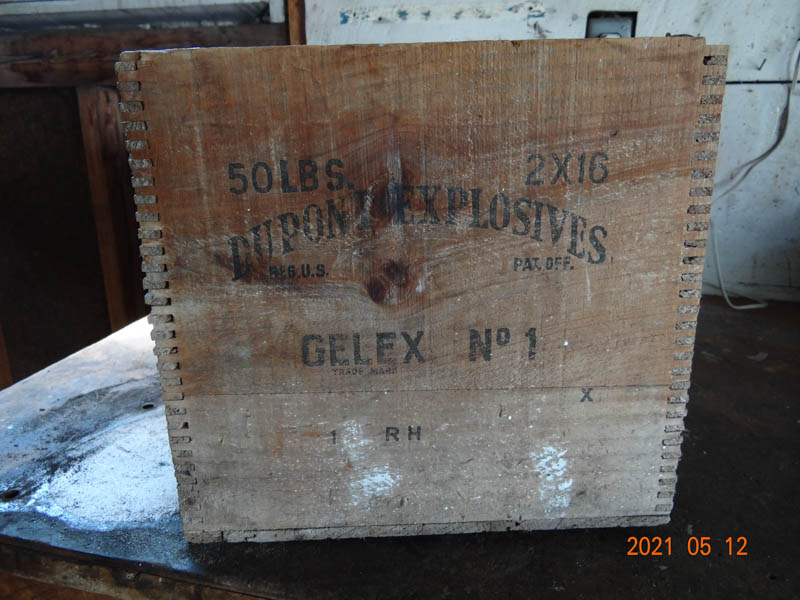 50 LBS. 2X16
DUPONT EXPLOSIVES
REG. U.S. PAT. OFF.
GELEX Nº 1
TRADE MARK
X
1 RH
2021 05 12